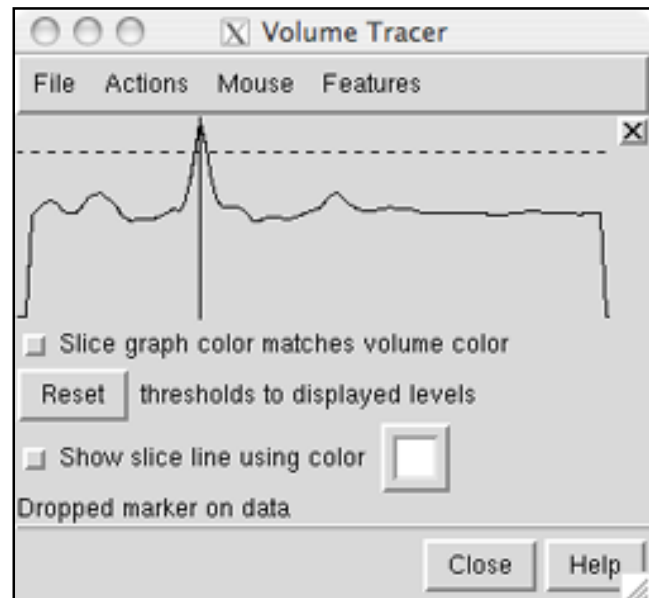 Volume Tracer
File Actions Mouse Features
Slice graph color matches volume color
Reset thresholds to displayed levels
Show slice line using color
Dropped marker on data
Close Help